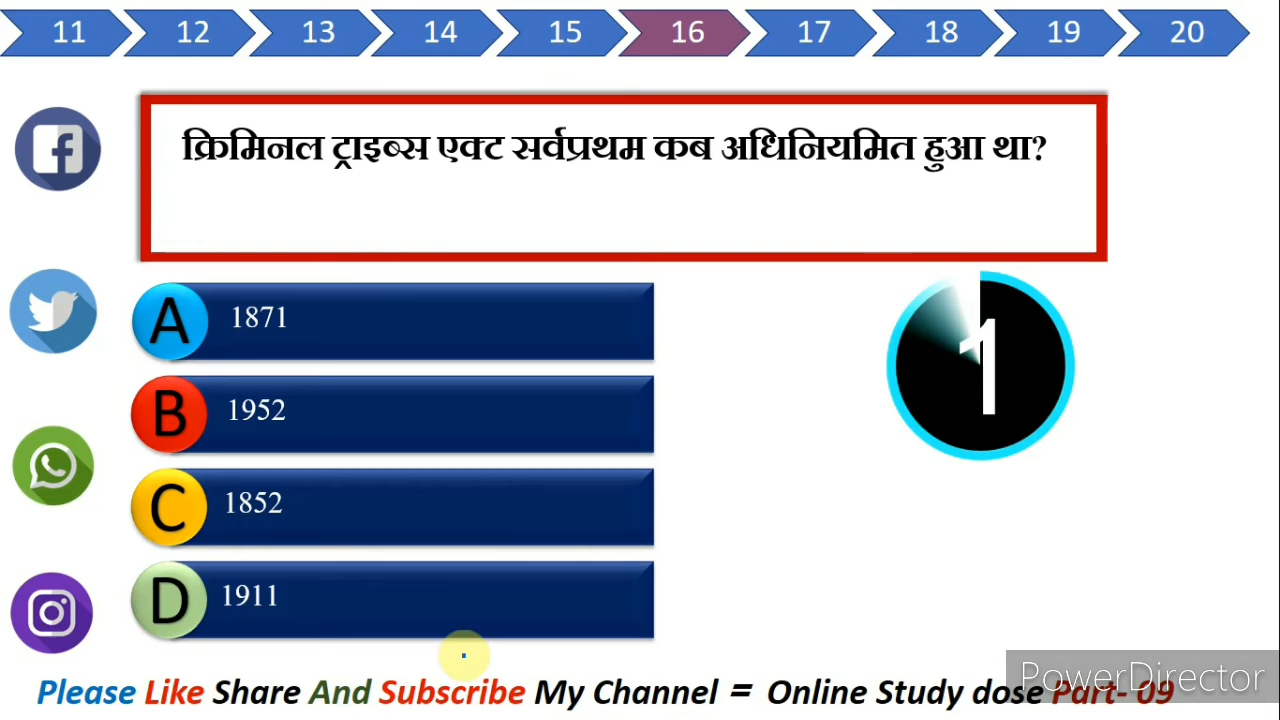 11 12 13 14 15 16 17 18 19 20
क्रिमिनल ट्राइब्स एक्ट सर्वप्रथम कब अधिनियमित हुआ था?
A 1871
1
B 1952
C 1852
D 1911
Please Like Share And Subscribe My Channel = Online Study dose Part- 09
PowerDirector